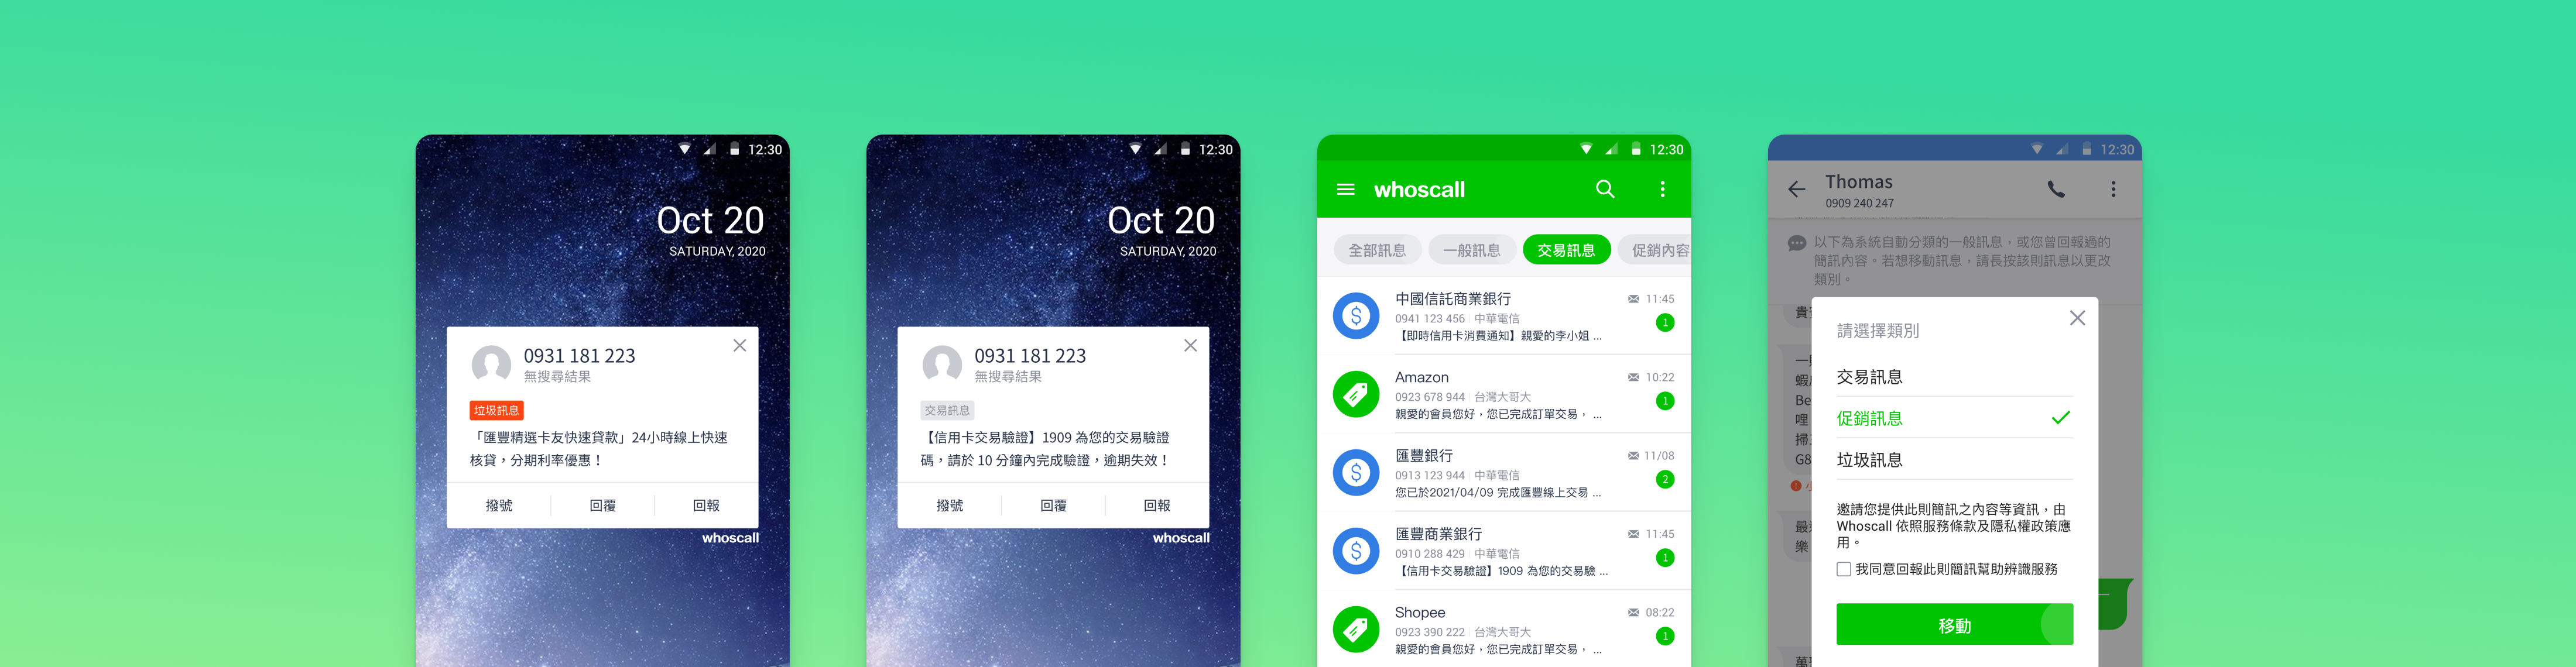 12:30
Oct 20
SATURDAY, 2020
0931 181 223
無搜尋結果
垃圾訊息
「匯豐精選卡友快速貸款」24小時線上快速
核貸，分期利率優惠！
撥號 回覆 回報
whoscall
12:30
Oct 20
SATURDAY, 2020
0931 181 223
無搜尋結果
交易訊息
【信用卡交易驗證】1909 為您的交易驗證
碼，請於 10 分鐘內完成驗證，逾期失效！
撥號 回覆 回報
whoscall
12:30
whoscall
全部訊息 一般訊息 交易訊息 促銷內容
中國信託商業銀行 11:45
0941 123 456 中華電信 1
【即時信用卡消費通知】親愛的李小姐 ...
Amazon 10:22
0923 678 944 台灣大哥大 1
親愛的會員您好，您已完成訂單交易， ...
匯豐銀行 11/08
0913 123 944 中華電信 2
您已於2021/04/09 完成匯豐線上交易 ...
匯豐商業銀行 11:45
0910 288 429 中華電信 1
【信用卡交易驗證】1909 為您的交易驗 ...
Shopee 08:22
0923 390 222 台灣大哥大 1
親愛的會員您好，您已完成訂單交易， ...
12:30
Thomas
0909 240 247
以下為系統自動分類的一般訊息，或您曾回報過的
簡訊內容。若想移動訊息，請長按該則訊息以更改
類別。
請選擇類別
交易訊息
促銷訊息
垃圾訊息
邀請您提供此則簡訊之內容等資訊，由
Whoscall 依照服務條款及隱私權政策應
用。
我同意回報此則簡訊幫助辨識服務
移動
貴
一
Be
哩
掃
G8
最
樂
萬